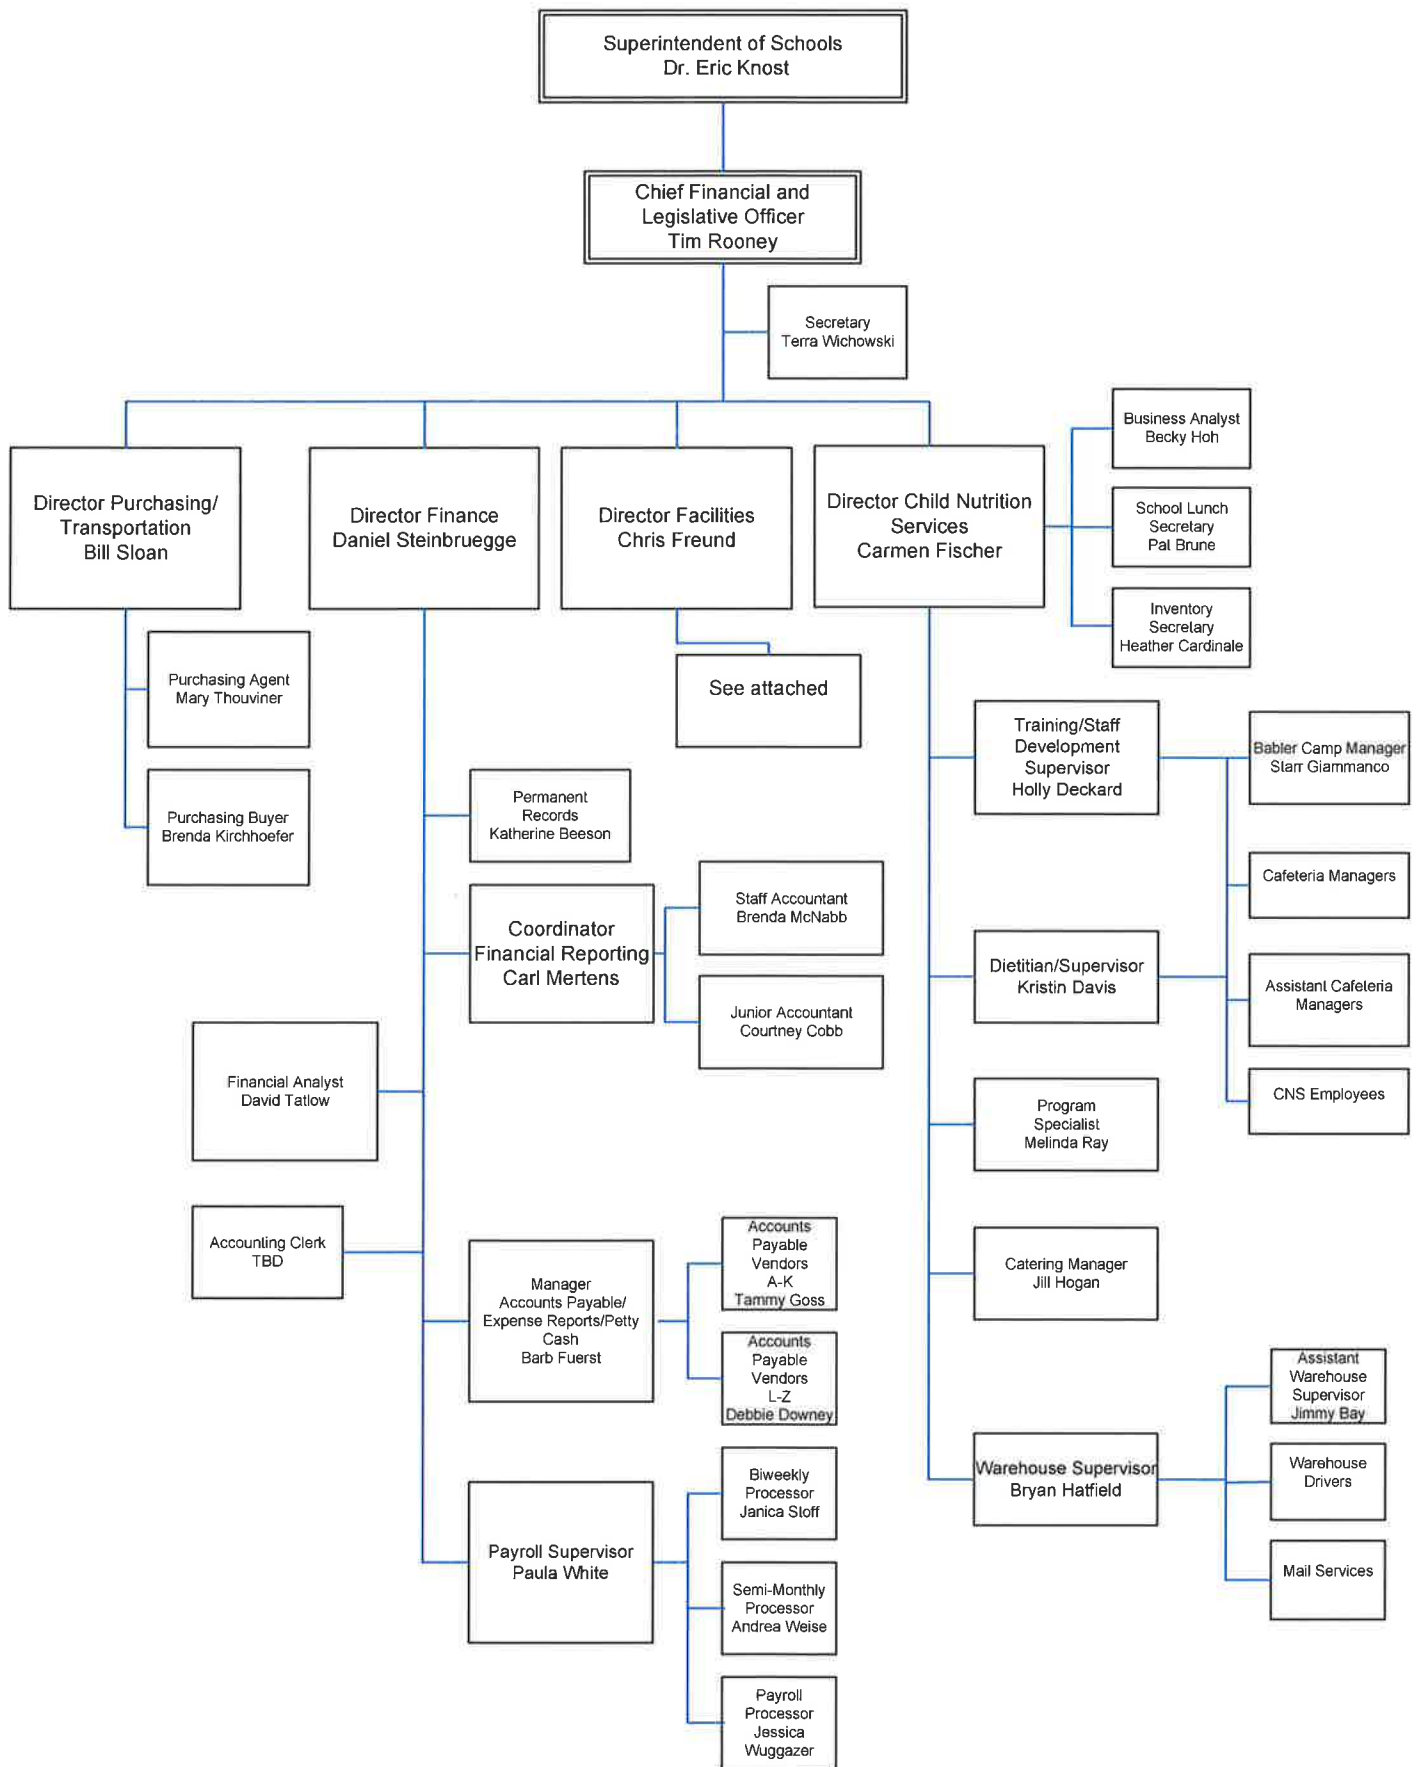 Superintendent of Schools
Dr. Eric Knost
Chief Financial and
Legislative Officer
Tim Rooney
Secretary
Terra Wichowski
Director Purchasing/
Transportation
Bill Sloan
Director Finance
Daniel Steinbruegge
Director Facilities
Chris Freund
Director Child Nutrition
Services
Carmen Fischer
Business Analyst
Becky Hoh
School Lunch
Secretary
Pat Brune
Inventory
Secretary
Heather Cardinale
Purchasing Agent
Mary Thouviner
Purchasing Buyer
Brenda Kirchhoefer
See attached
Permanent
Records
Katherine Beeson
Coordinator
Financial Reporting
Carl Mertens
Staff Accountant
Brenda McNabb
Junior Accountant
Courtney Cobb
Financial Analyst
David Tatlow
Accounting Clerk
TBD
Manager
Accounts Payable/
Expense Reports/Petty
Cash
Barb Fuerst
Accounts
Payable
Vendors
A-K
Tammy Goss
Accounts
Payable
Vendors
L-Z
Debbie Downey
Payroll Supervisor
Paula White
Biweekly
Processor
Janica Stoff
Semi-Monthly
Processor
Andrea Weise
Payroll
Processor
Jessica
Wuggazer
Training/Staff
Development
Supervisor
Holly Deckard
Dietitian/Supervisor
Kristin Davis
Babler Camp Manager
Starr Giammanco
Cafeteria Managers
Assistant Cafeteria
Managers
CNS Employees
Program
Specialist
Melinda Ray
Catering Manager
Jill Hogan
Warehouse Supervisor
Bryan Hatfield
Assistant
Warehouse
Supervisor
Jimmy Bay
Warehouse
Drivers
Mail Services